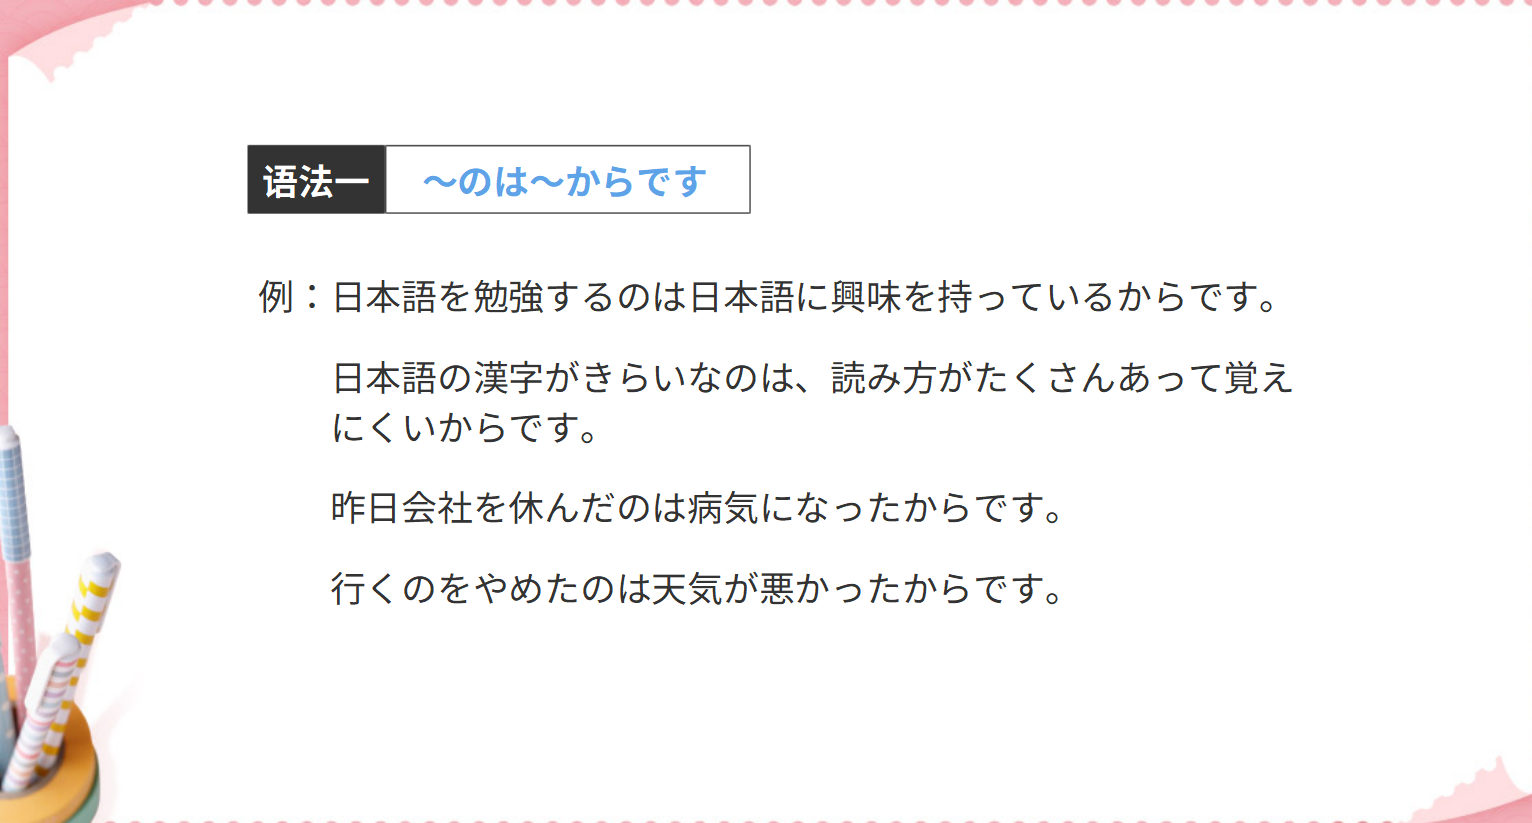 语法一 ～のは～からです
例：日本語を勉強するのは日本語に興味を持っているからです。
日本語の漢字がきらいなのは、読み方がたくさんあって覚え
にくいからです。
昨日会社を休んだのは病気になったからです。
行くのをやめたのは天気が悪かったからです。